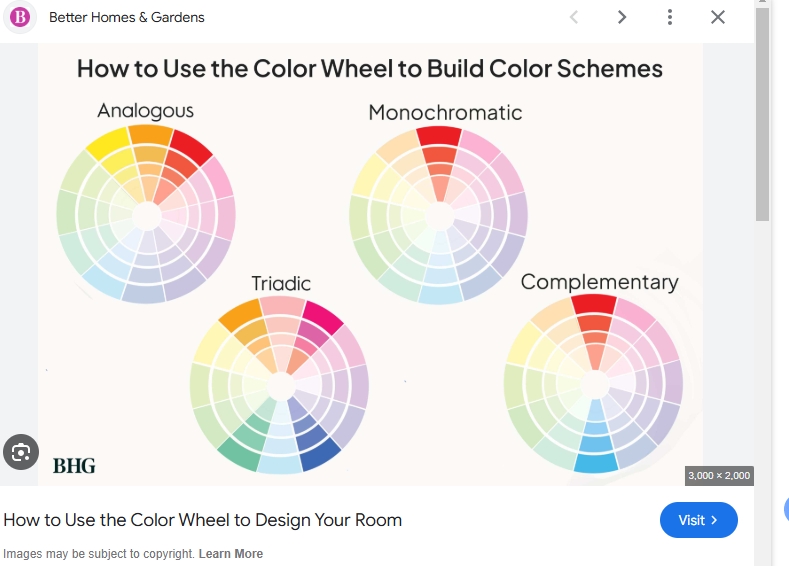 B
Better Homes & Gardens
How to Use the Color Wheel to Build Color Schemes
Analogous
Monochromatic
Triadic
Complementary
BHG
3,000 × 2,000
How to Use the Color Wheel to Design Your Room
Visit >
Images may be subject to copyright. Learn More